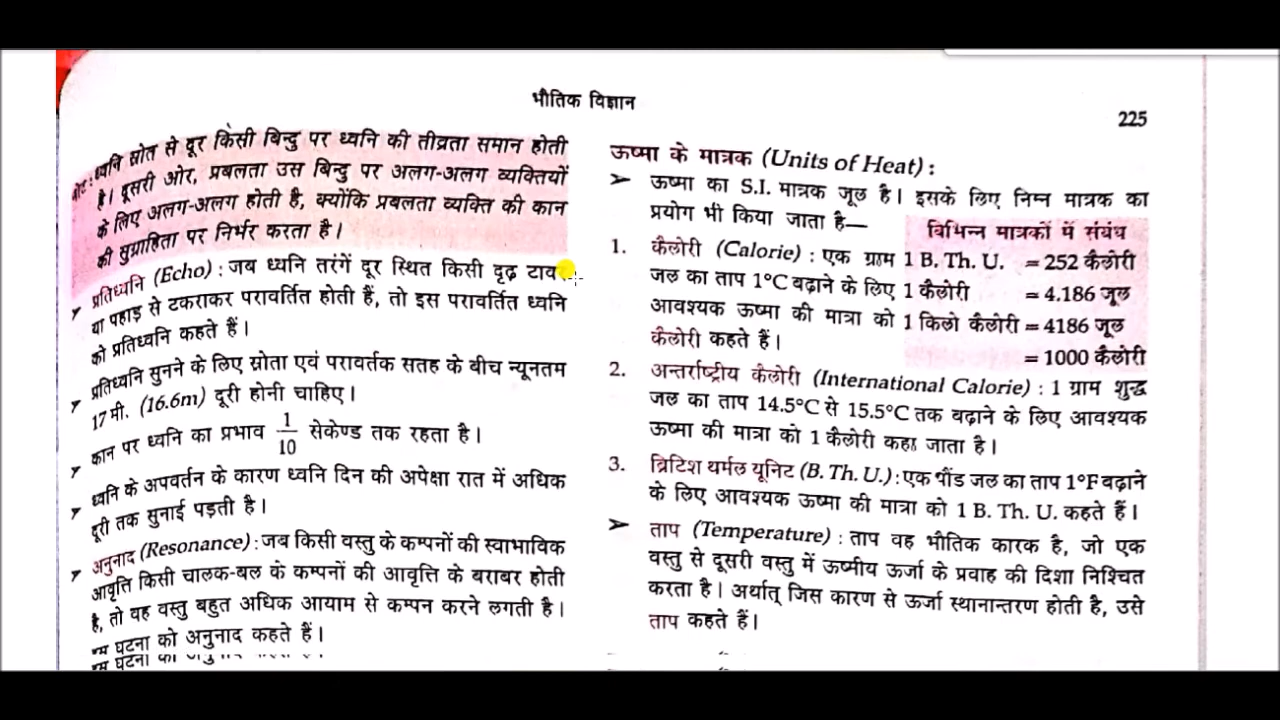 भौतिक विज्ञान
225
नोट : ध्वनि स्रोत से दूर किसी बिन्दु पर ध्वनि की तीव्रता समान होती
है। दूसरी ओर, प्रबलता उस बिन्दु पर अलग-अलग व्यक्तियों
के लिए अलग-अलग होती है, क्योंकि प्रबलता व्यक्ति की कान
की सुग्राहिता पर निर्भर करता है।
➤ प्रतिध्वनि (Echo) : जब ध्वनि तरंगें दूर स्थित किसी दृढ़ टावर
या पहाड़ से टकराकर परावर्तित होती हैं, तो इस परावर्तित ध्वनि
को प्रतिध्वनि कहते हैं।
➤ प्रतिध्वनि सुनने के लिए स्रोता एवं परावर्तक सतह के बीच न्यूनतम
17 मी. (16.6m) दूरी होनी चाहिए।
➤ कान पर ध्वनि का प्रभाव 1/10 सेकेण्ड तक रहता है।
➤ ध्वनि के अपवर्तन के कारण ध्वनि दिन की अपेक्षा रात में अधिक
दूरी तक सुनाई पड़ती है।
➤ अनुनाद (Resonance) : जब किसी वस्तु के कम्पनों की स्वाभाविक
आवृत्ति किसी चालक-बल के कम्पनों की आवृत्ति के बराबर होती
है, तो वह वस्तु बहुत अधिक आयाम से कम्पन करने लगती है।
घटना को अनुनाद कहते हैं।
ऊष्मा के मात्रक (Units of Heat) :
➤ ऊष्मा का S.I. मात्रक जूल है। इसके लिए निम्न मात्रक का
प्रयोग भी किया जाता है—
1. कैलोरी (Calorie) : एक ग्राम
जल का ताप 1°C बढ़ाने के लिए
आवश्यक ऊष्मा की मात्रा को
कैलोरी कहते हैं।
विभिन्न मात्रकों में संबंध
1 B. Th. U. = 252 कैलोरी
1 कैलोरी = 4.186 जूल
1 किलो कैलोरी = 4186 जूल
= 1000 कैलोरी
2. अन्तर्राष्ट्रीय कैलोरी (International Calorie) : 1 ग्राम शुद्ध
जल का ताप 14.5°C से 15.5°C तक बढ़ाने के लिए आवश्यक
ऊष्मा की मात्रा को 1 कैलोरी कहा जाता है।
3. ब्रिटिश थर्मल यूनिट (B. Th. U.) : एक पौंड जल का ताप 1°F बढ़ाने
के लिए आवश्यक ऊष्मा की मात्रा को 1 B. Th. U. कहते हैं।
➤ ताप (Temperature) : ताप वह भौतिक कारक है, जो एक
वस्तु से दूसरी वस्तु में ऊष्मीय ऊर्जा के प्रवाह की दिशा निश्चित
करता है। अर्थात् जिस कारण से ऊर्जा स्थानान्तरण होती है, उसे
ताप कहते हैं।